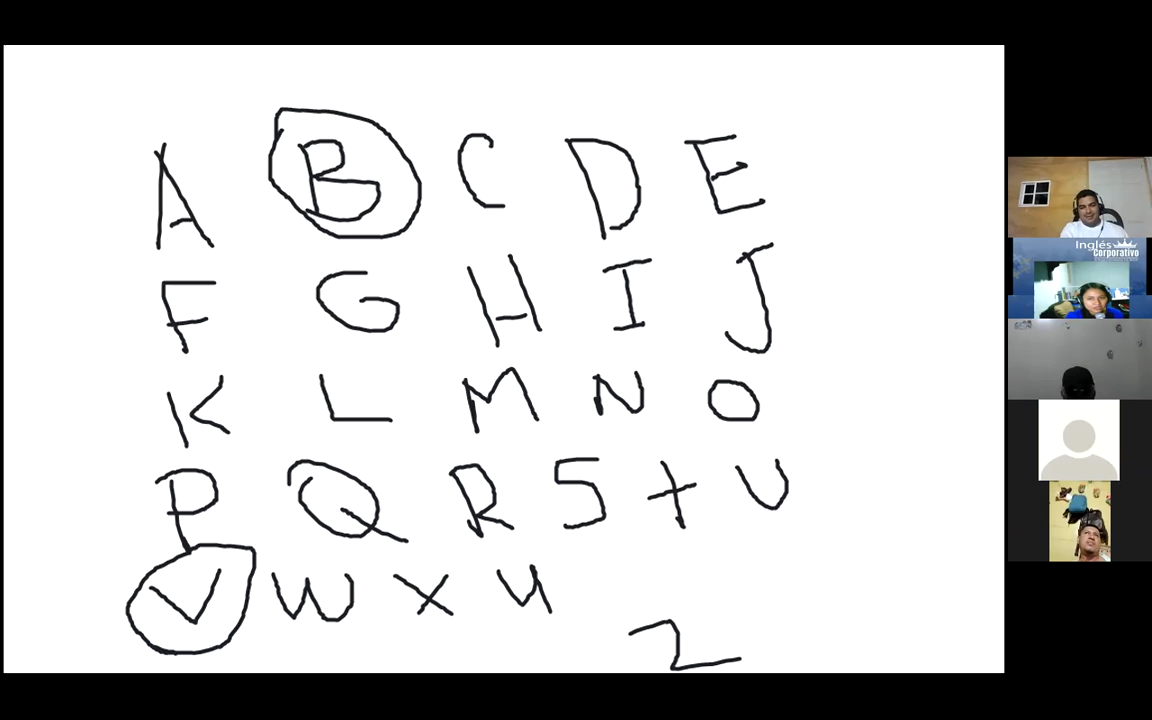 A B C D E
F G H I J
K L M N O
P Q R S t U
V W X Y
Z
Inglés
Corporativo